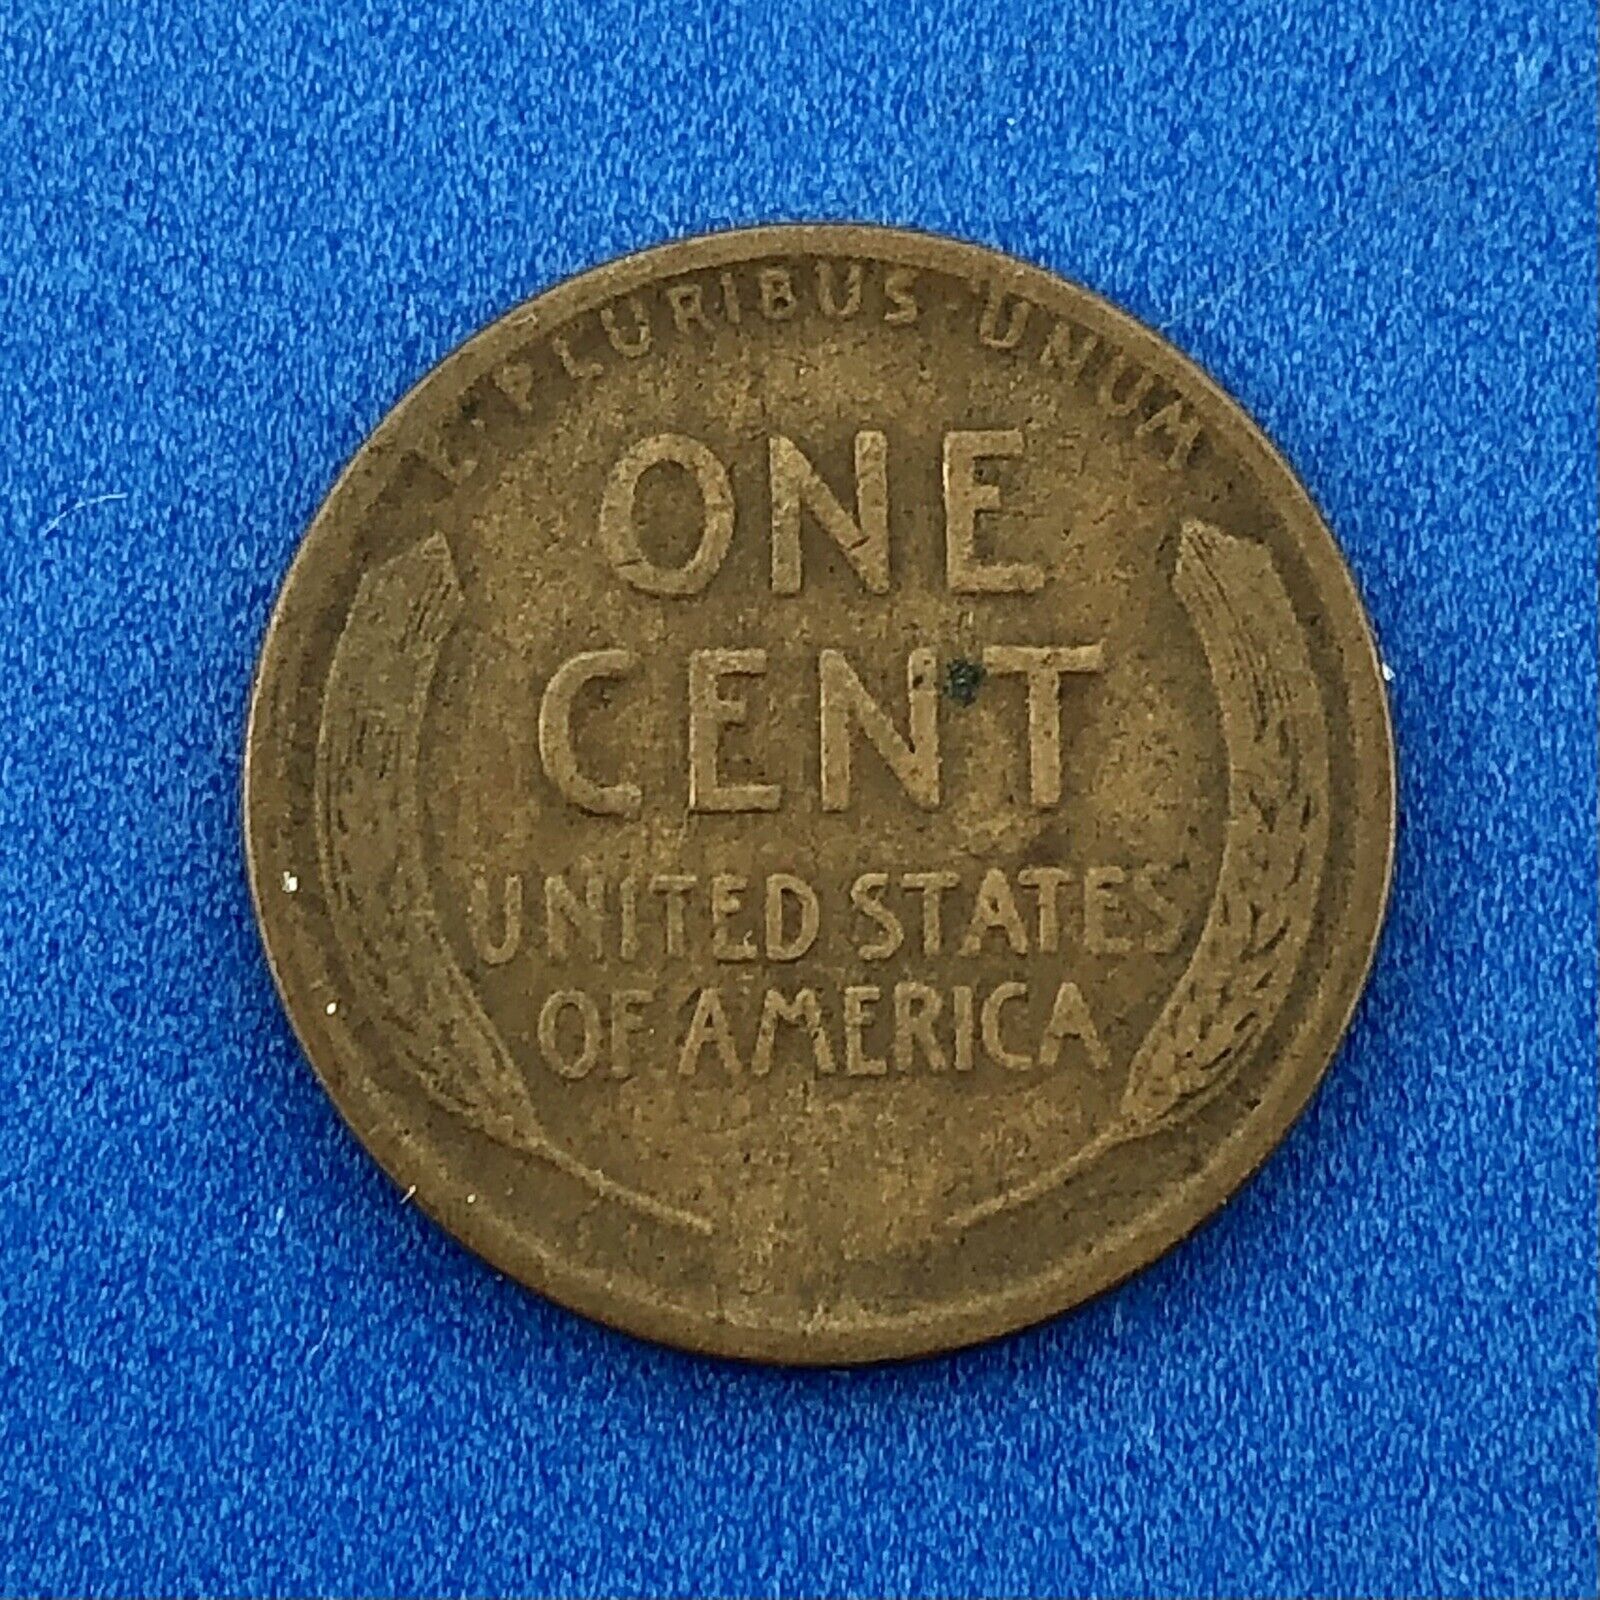 E·PLURIBUS·UNUM
ONE
CENT
UNITED STATES
OF AMERICA